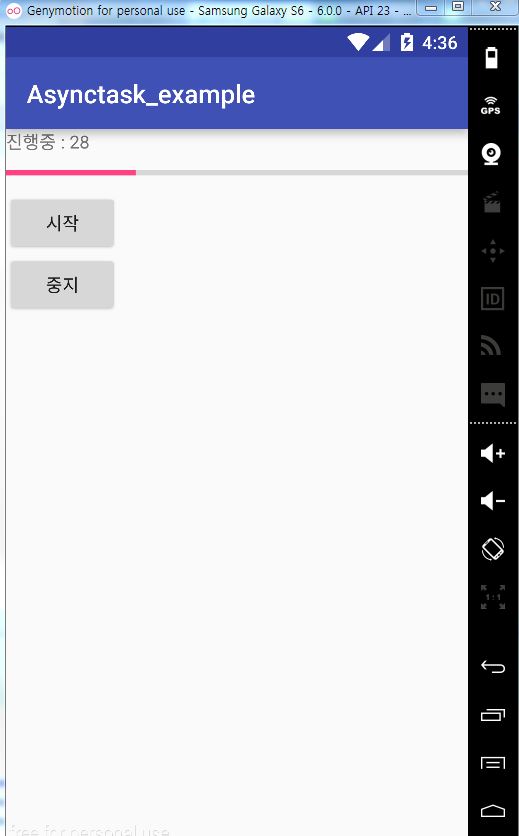 Genymotion for personal use - Samsung Galaxy S6 - 6.0.0 - API 23 - ...
4:36
Asynctask_example
진행중 : 28
시작
중지
GPS
ID
1:1
free for personal use